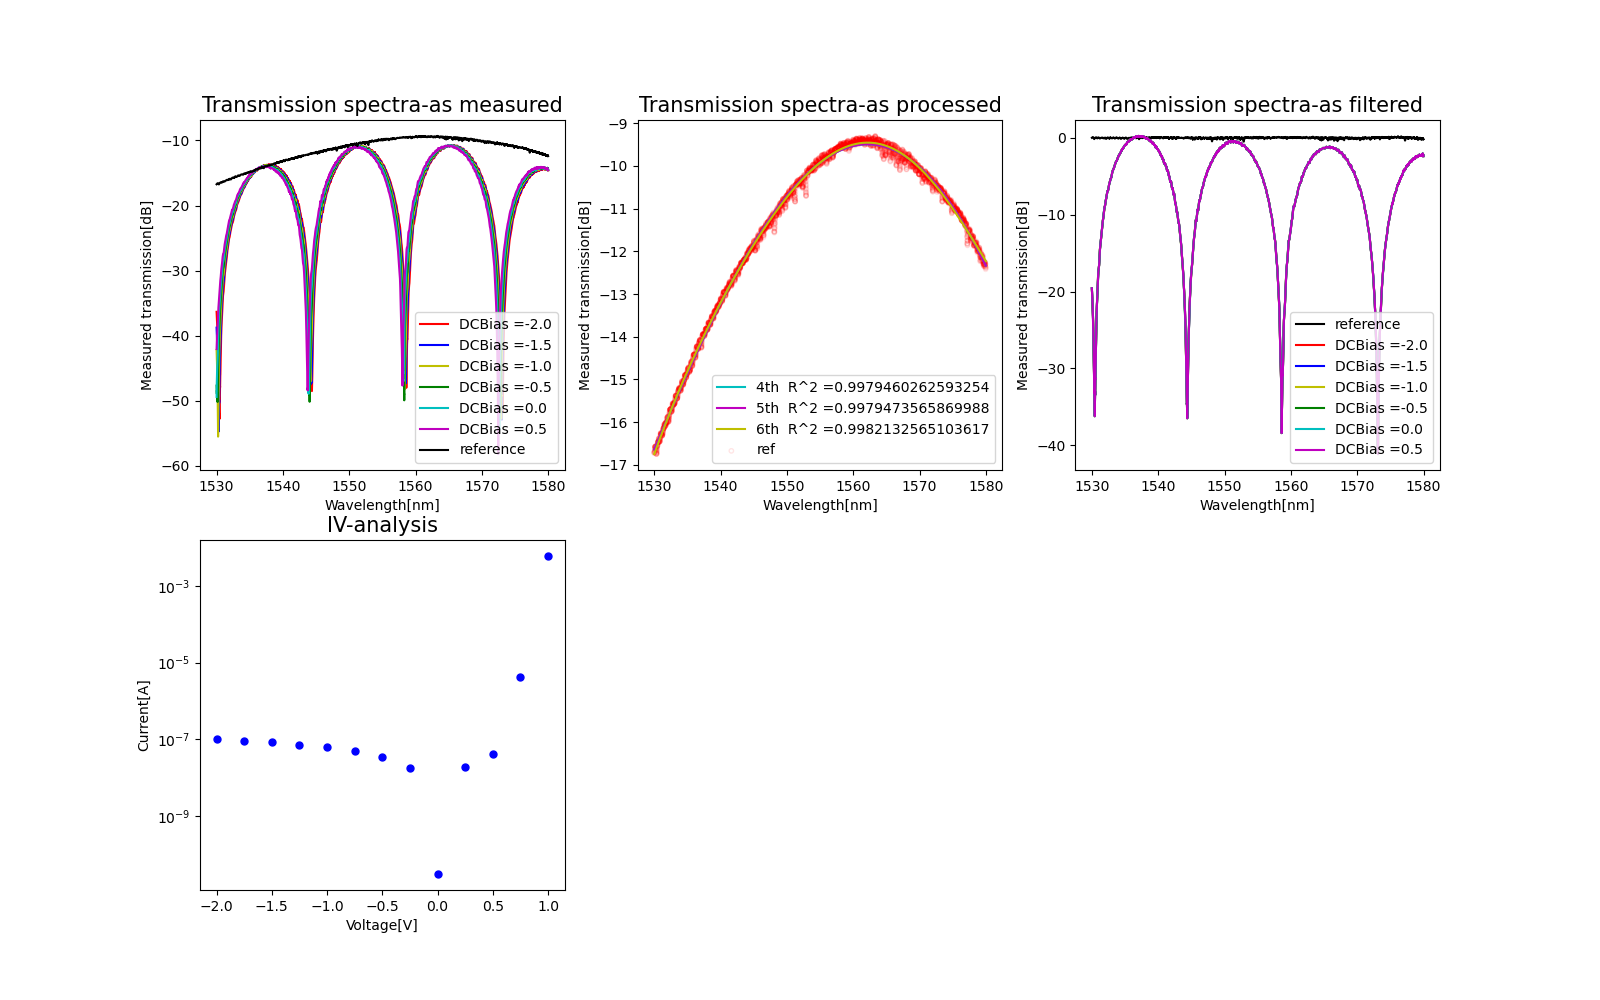 Transmission spectra-as measured
Measured transmission[dB]
−10
−20
−30
−40
−50
−60
DCBias =-2.0
DCBias =-1.5
DCBias =-1.0
DCBias =-0.5
DCBias =0.0
DCBias =0.5
reference
1530 1540 1550 1560 1570 1580
Wavelength[nm]
Transmission spectra-as processed
Measured transmission[dB]
−9
−10
−11
−12
−13
−14
−15
−16
−17
4th R^2 =0.9979460262593254
5th R^2 =0.9979473565869988
6th R^2 =0.9982132565103617
ref
1530 1540 1550 1560 1570 1580
Wavelength[nm]
Transmission spectra-as filtered
Measured transmission[dB]
0
−10
−20
−30
−40
reference
DCBias =-2.0
DCBias =-1.5
DCBias =-1.0
DCBias =-0.5
DCBias =0.0
DCBias =0.5
1530 1540 1550 1560 1570 1580
Wavelength[nm]
IV-analysis
Current[A]
10⁻³
10⁻⁵
10⁻⁷
10⁻⁹
−2.0 −1.5 −1.0 −0.5 0.0 0.5 1.0
Voltage[V]